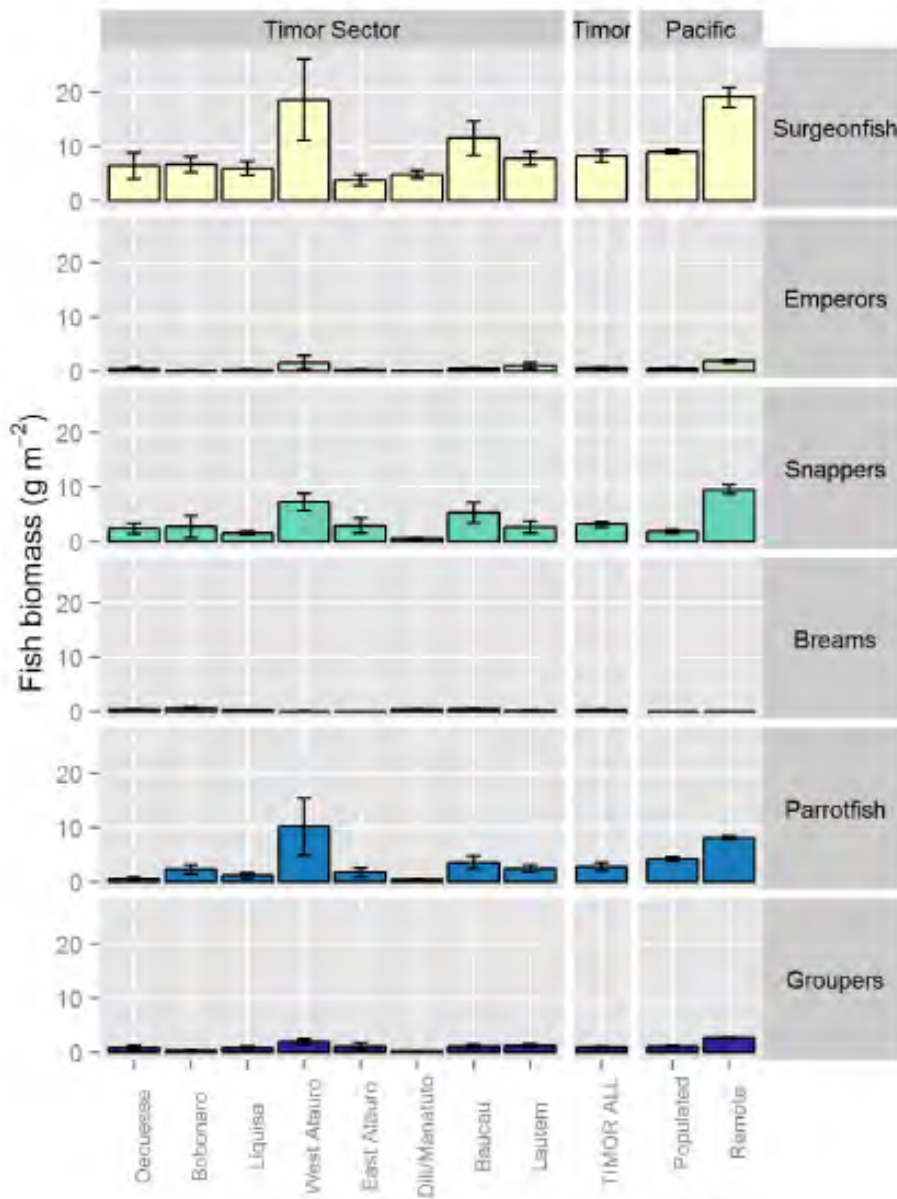 Timor Sector Timor Pacific
20
10
0
Surgeonfish
20
10
0
Emperors
20
10
0
Snappers
20
10
0
Breams
20
10
0
Parrotfish
20
10
0
Groupers
Fish biomass (g m⁻²)
Oecuesse
Bobonaro
Liquisa
West Atauro
East Atauro
Dili/Manatuto
Baucau
Lautem
TIMOR ALL
Populated
Remote